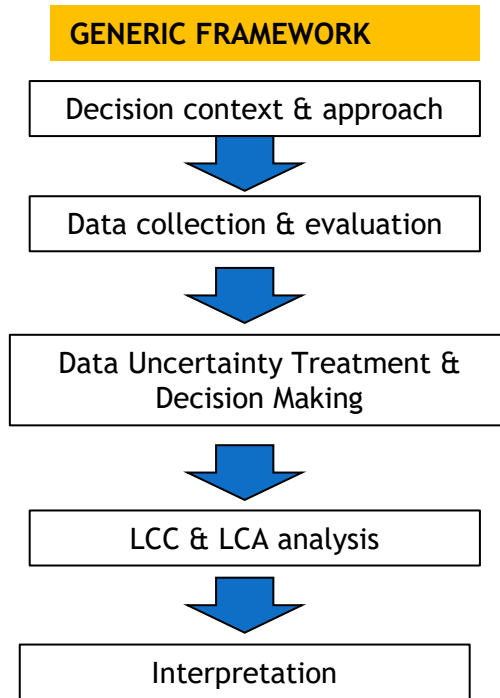 GENERIC FRAMEWORK
Decision context & approach
Data collection & evaluation
Data Uncertainty Treatment &
Decision Making
LCC & LCA analysis
Interpretation